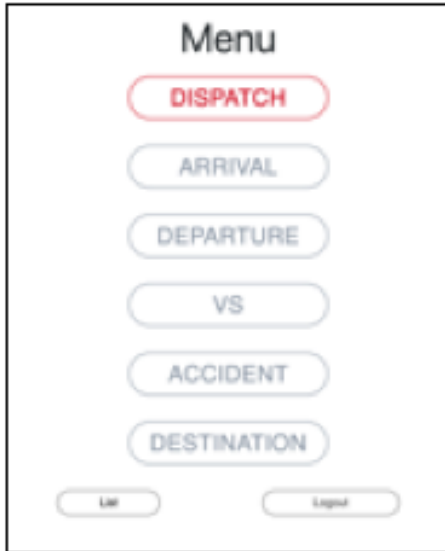 Menu
DISPATCH
ARRIVAL
DEPARTURE
VS
ACCIDENT
DESTINATION
List Logout